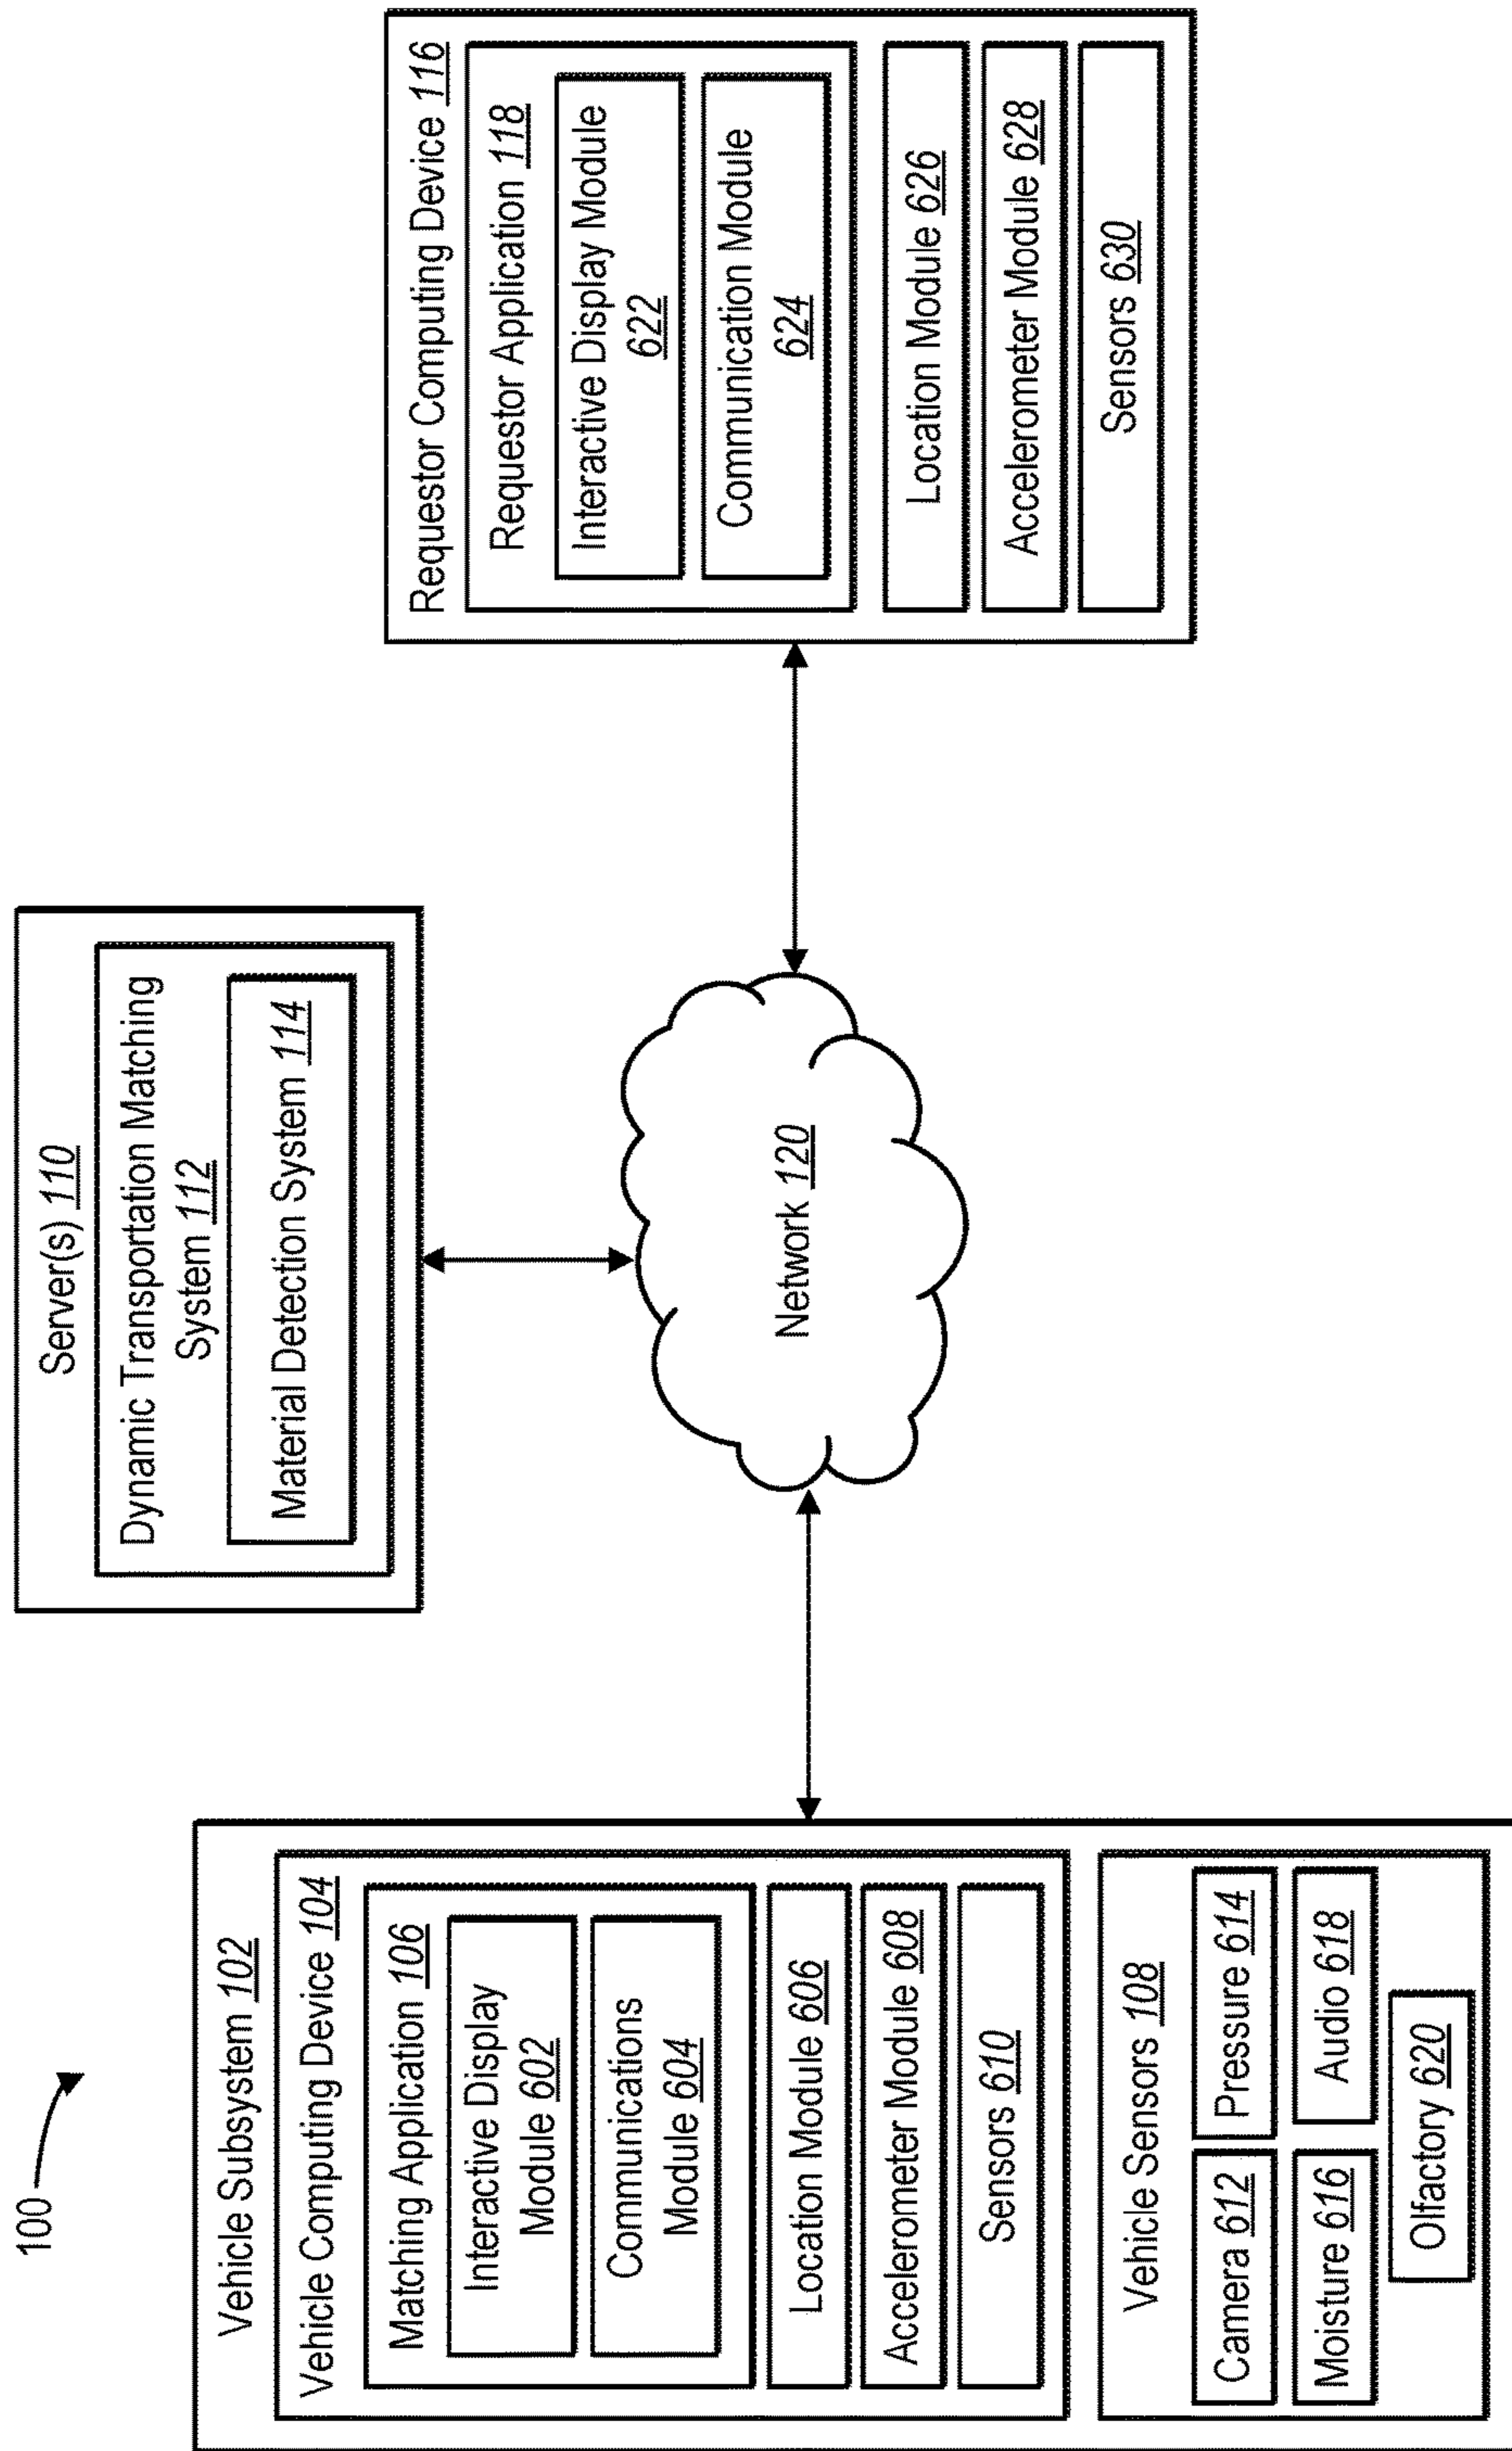 100
Vehicle Subsystem 102
Vehicle Computing Device 104
Matching Application 106
Interactive Display
Module 602
Communications
Module 604
Location Module 606
Accelerometer Module 608
Sensors 610
Vehicle Sensors 108
Camera 612
Pressure 614
Moisture 616
Audio 618
Olfactory 620
Server(s) 110
Dynamic Transportation Matching
System 112
Material Detection System 114
Network 120
Requestor Computing Device 116
Requestor Application 118
Interactive Display Module
622
Communication Module
624
Location Module 626
Accelerometer Module 628
Sensors 630